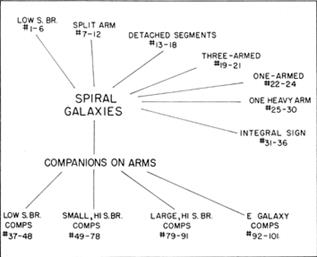 LOW S. BR.
#1-6
SPLIT ARM
#7-12
DETACHED SEGMENTS
#13-18
THREE-ARMED
#19-21
ONE-ARMED
#22-24
ONE HEAVY ARM
#25-30
INTEGRAL SIGN
#31-36
SPIRAL
GALAXIES
COMPANIONS ON ARMS
LOW S. BR.
COMPS
#37-48
SMALL, HI S. BR.
COMPS
#49-78
LARGE, HI S. BR.
COMPS
#79-91
E GALAXY
COMPS
#92-101